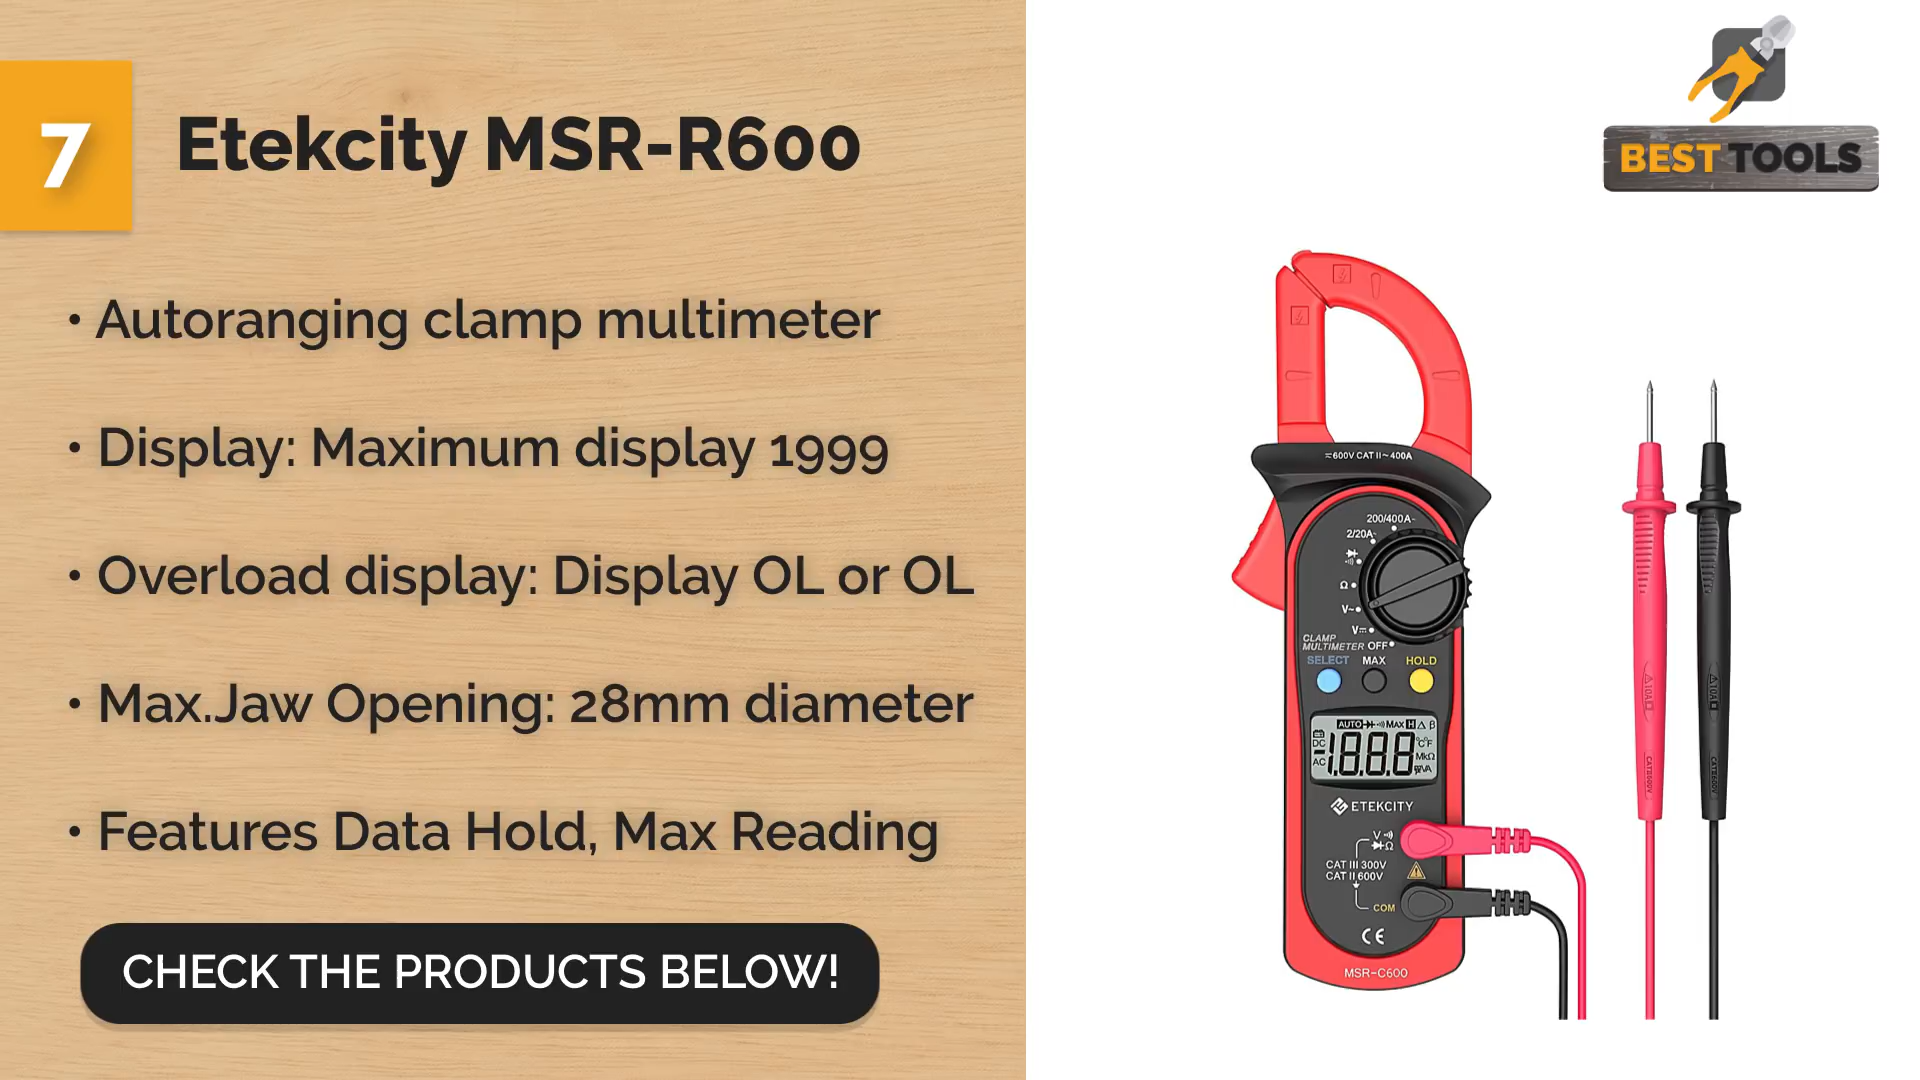 7
Etekcity MSR-R600
• Autoranging clamp multimeter
• Display: Maximum display 1999
• Overload display: Display OL or OL
• Max.Jaw Opening: 28mm diameter
• Features Data Hold, Max Reading
CHECK THE PRODUCTS BELOW!
BEST TOOLS
600V CAT II ~ 400A
200/400A~
2/20A~
Ω
V~
V
CLAMP
MULTIMETER OFF
SELECT MAX HOLD
AUTO MAX H Δ B
DC 1.8.8.8 °C°F
AC MkΩ
ETEKCITY
V
Ω
CAT III 300V
CAT II 600V
COM
CE
MSR-C600